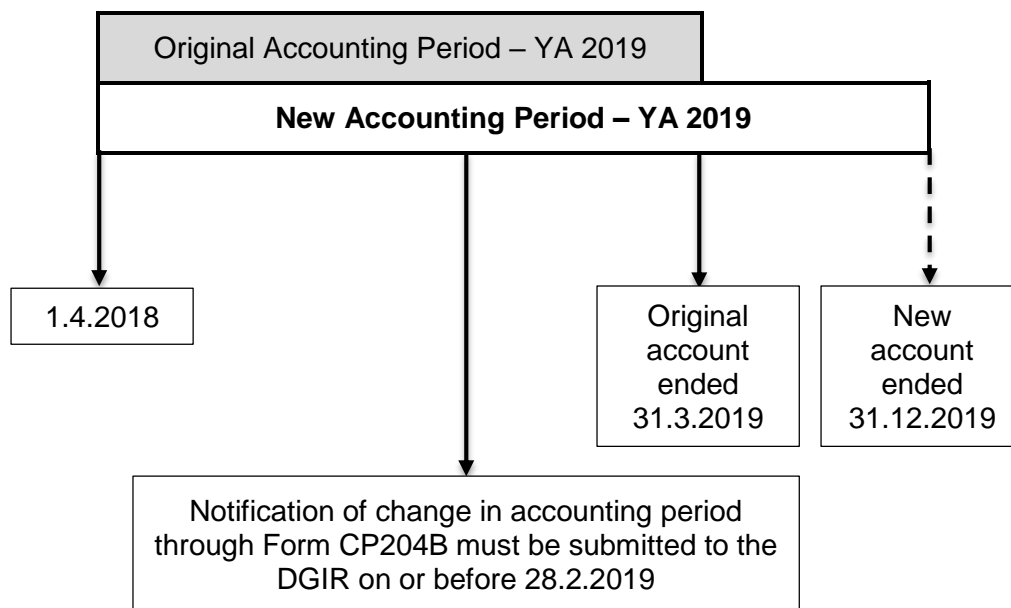 Original Accounting Period – YA 2019
New Accounting Period – YA 2019
1.4.2018
Original
account
ended
31.3.2019
New
account
ended
31.12.2019
Notification of change in accounting period
through Form CP204B must be submitted to the
DGIR on or before 28.2.2019